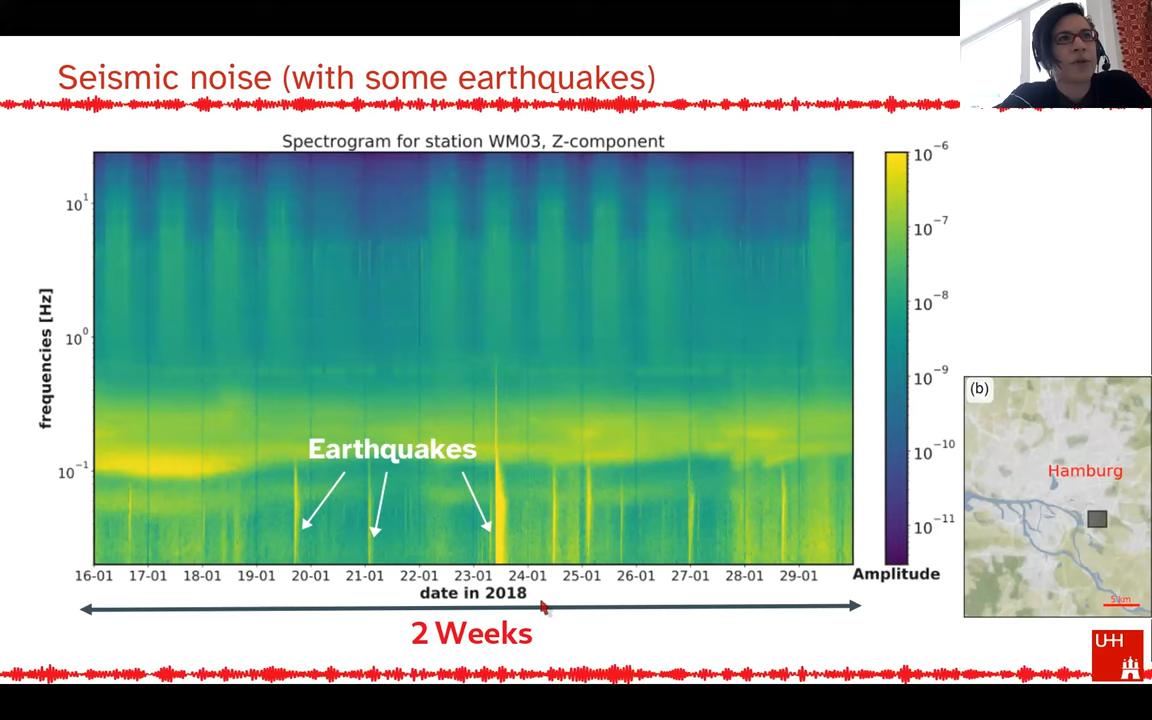 Seismic noise (with some earthquakes)
Spectrogram for station WM03, Z-component
frequencies [Hz]
10¹
10⁰
10⁻¹
Earthquakes
16-01 17-01 18-01 19-01 20-01 21-01 22-01 23-01 24-01 25-01 26-01 27-01 28-01 29-01
date in 2018
2 Weeks
10⁻⁶
10⁻⁷
10⁻⁸
10⁻⁹
10⁻¹⁰
10⁻¹¹
Amplitude
(b)
Hamburg
5 km
UHH